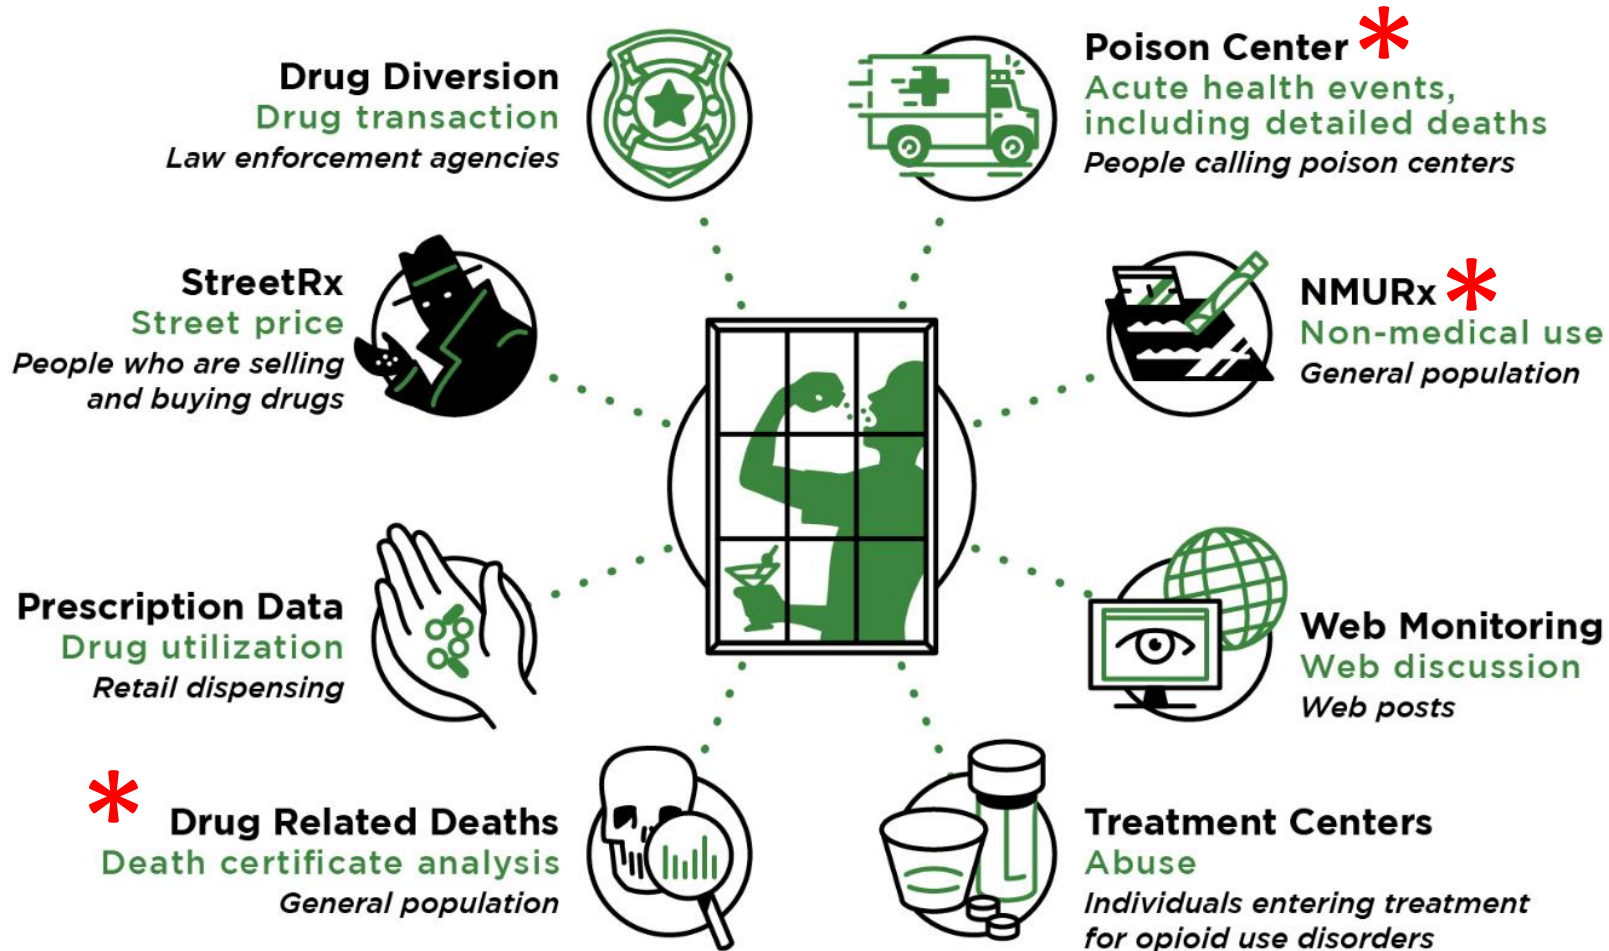 Drug Diversion
Drug transaction
Law enforcement agencies
Poison Center *
Acute health events,
including detailed deaths
People calling poison centers
StreetRx
Street price
People who are selling
and buying drugs
NMURx *
Non-medical use
General population
Prescription Data
Drug utilization
Retail dispensing
Web Monitoring
Web discussion
Web posts
* Drug Related Deaths
Death certificate analysis
General population
Treatment Centers
Abuse
Individuals entering treatment
for opioid use disorders